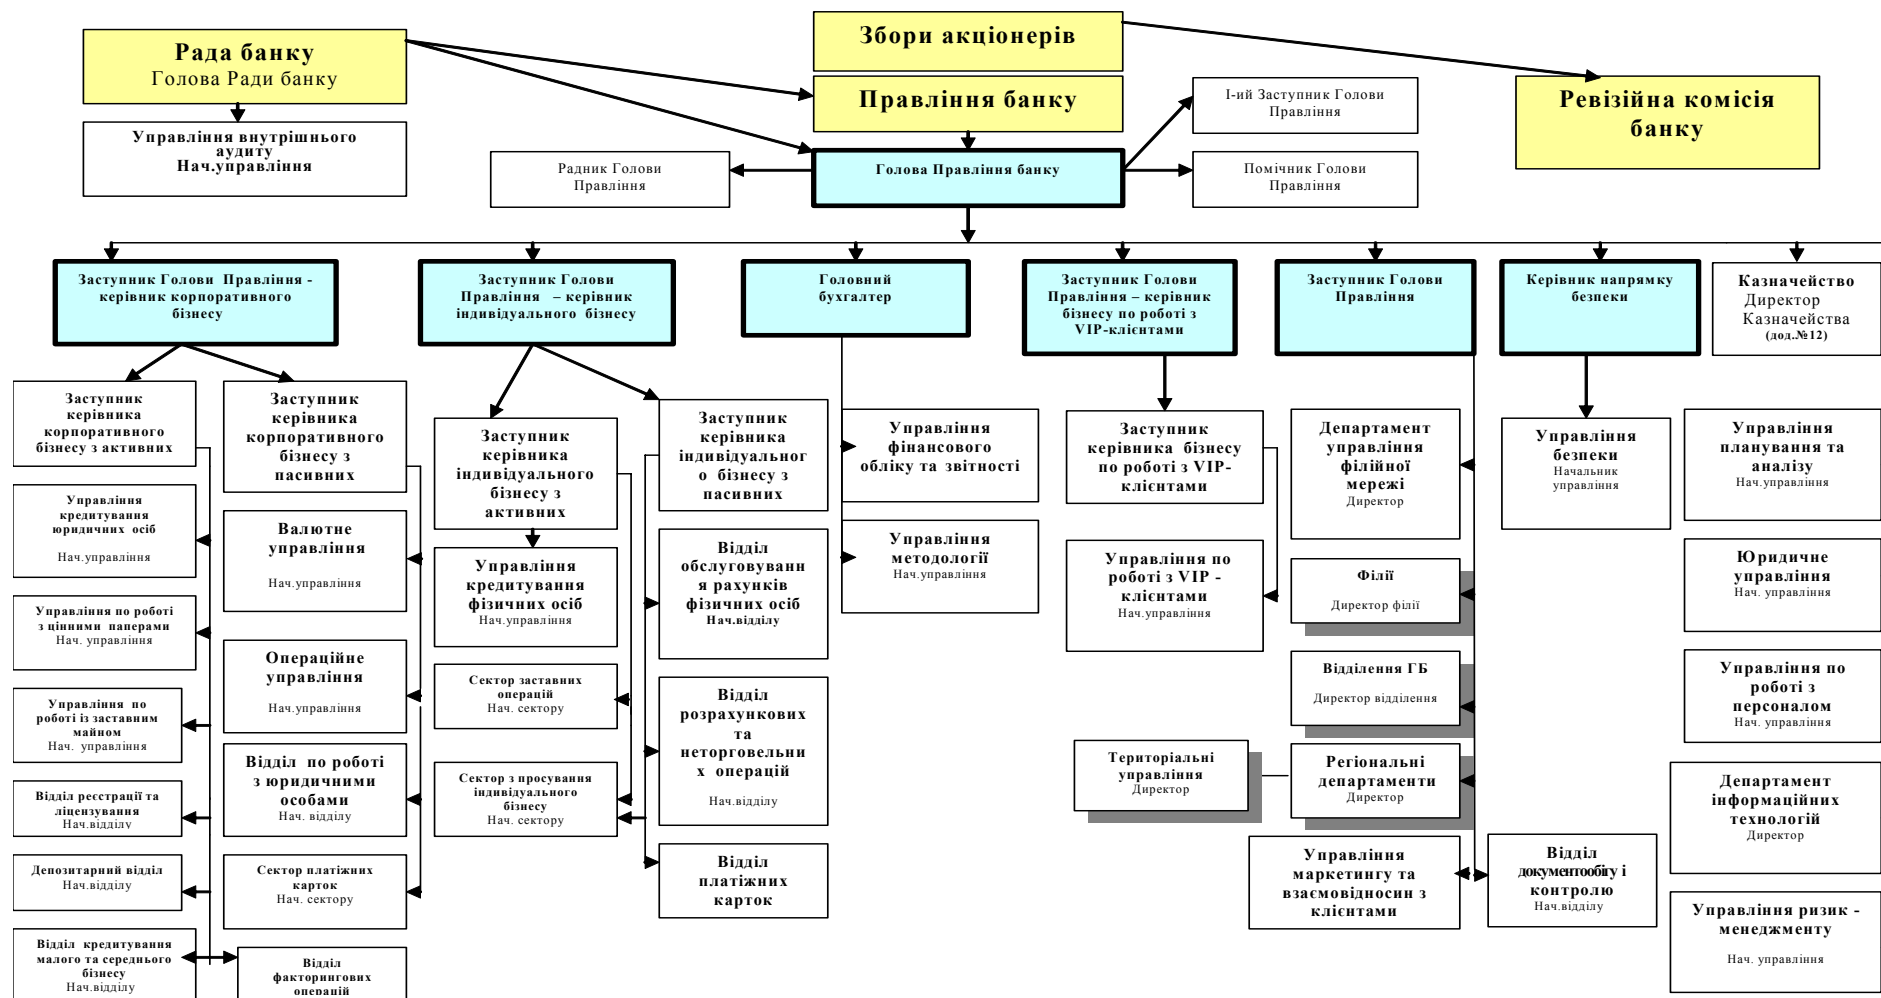 Рада банку
Голова Ради банку
Збори акціонерів
Правління банку
Ревізійна комісія
банку
І-ий Заступник Голови
Правління
Управління внутрішнього
аудиту
Нач.управління
Радник Голови
Правління
Голова Правління банку
Помічник Голови
Правління
Заступник Голови Правління -
керівник корпоративного
бізнесу
Заступник Голови
Правління – керівник
індивідуального бізнесу
Головний
бухгалтер
Заступник Голови
Правління – керівник
бізнесу по роботі з
VIP-клієнтами
Заступник Голови
Правління
Керівник напрямку
безпеки
Казначейство
Директор
Казначейства
(дод.№12)
Заступник
керівника
корпоративного
бізнесу з активних
Управління
кредитування
юридичних осіб
Нач.управління
Управління по роботі
з цінними паперами
Нач. управління
Управління по
роботі із заставним
майном
Нач. управління
Відділ реєстрації та
ліцензування
Нач.відділу
Депозитарний відділ
Нач.відділу
Відділ кредитування
малого та середнього
бізнесу
Нач.відділу
Заступник
керівника
корпоративного
бізнесу з
пасивних
Валютне
управління
Нач.управління
Операційне
управління
Нач.управління
Відділ по роботі
з юридичними
особами
Нач. відділу
Сектор платіжних
карток
Нач. сектору
Відділ
факторингових
операцій
Заступник
керівника
індивідуального
бізнесу з
активних
Управління
кредитування
фізичних осіб
Нач.управління
Сектор заставних
операцій
Нач. сектору
Сектор з просування
індивідуального
бізнесу
Нач. сектору
Заступник
керівника
індивідуальног
о бізнесу з
пасивних
Відділ
обслуговуванн
я рахунків
фізичних осіб
Нач.відділу
Відділ
розрахункових
та
неторговельни
х операцій
Нач.відділу
Відділ
платіжних
карток
Управління
фінансового
обліку та звітності
Управління
методології
Нач.управління
Заступник
керівника бізнесу
по роботі з VIP-
клієнтами
Управління по
роботі з VIP -
клієнтами
Нач.управління
Територіальні
управління
Директор
Департамент
управління
філійної
мережі
Директор
Філії
Директор філії
Відділення ГБ
Директор відділення
Регіональні
департаменти
Директор
Управління
маркетингу та
взаємовідносин з
клієнтами
Управління
безпеки
Начальник
управління
Відділ
документообігу і
контролю
Нач.відділу
Управління
планування та
аналізу
Нач.управління
Юридичне
управління
Нач. управління
Управління по
роботі з
персоналом
Нач. управління
Департамент
інформаційних
технологій
Директор
Управління ризик -
менеджменту
Нач. управління